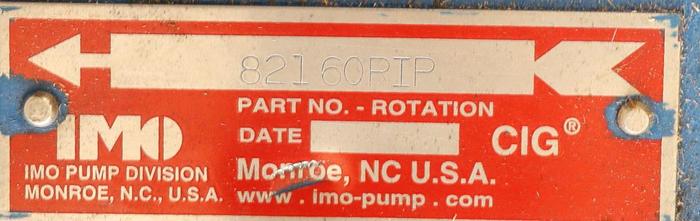 82160PIP
PART NO. - ROTATION
IMO
DATE
CIG®
IMO PUMP DIVISION
MONROE, N.C., U.S.A.
Monroe, NC U.S.A.
www.imo-pump.com